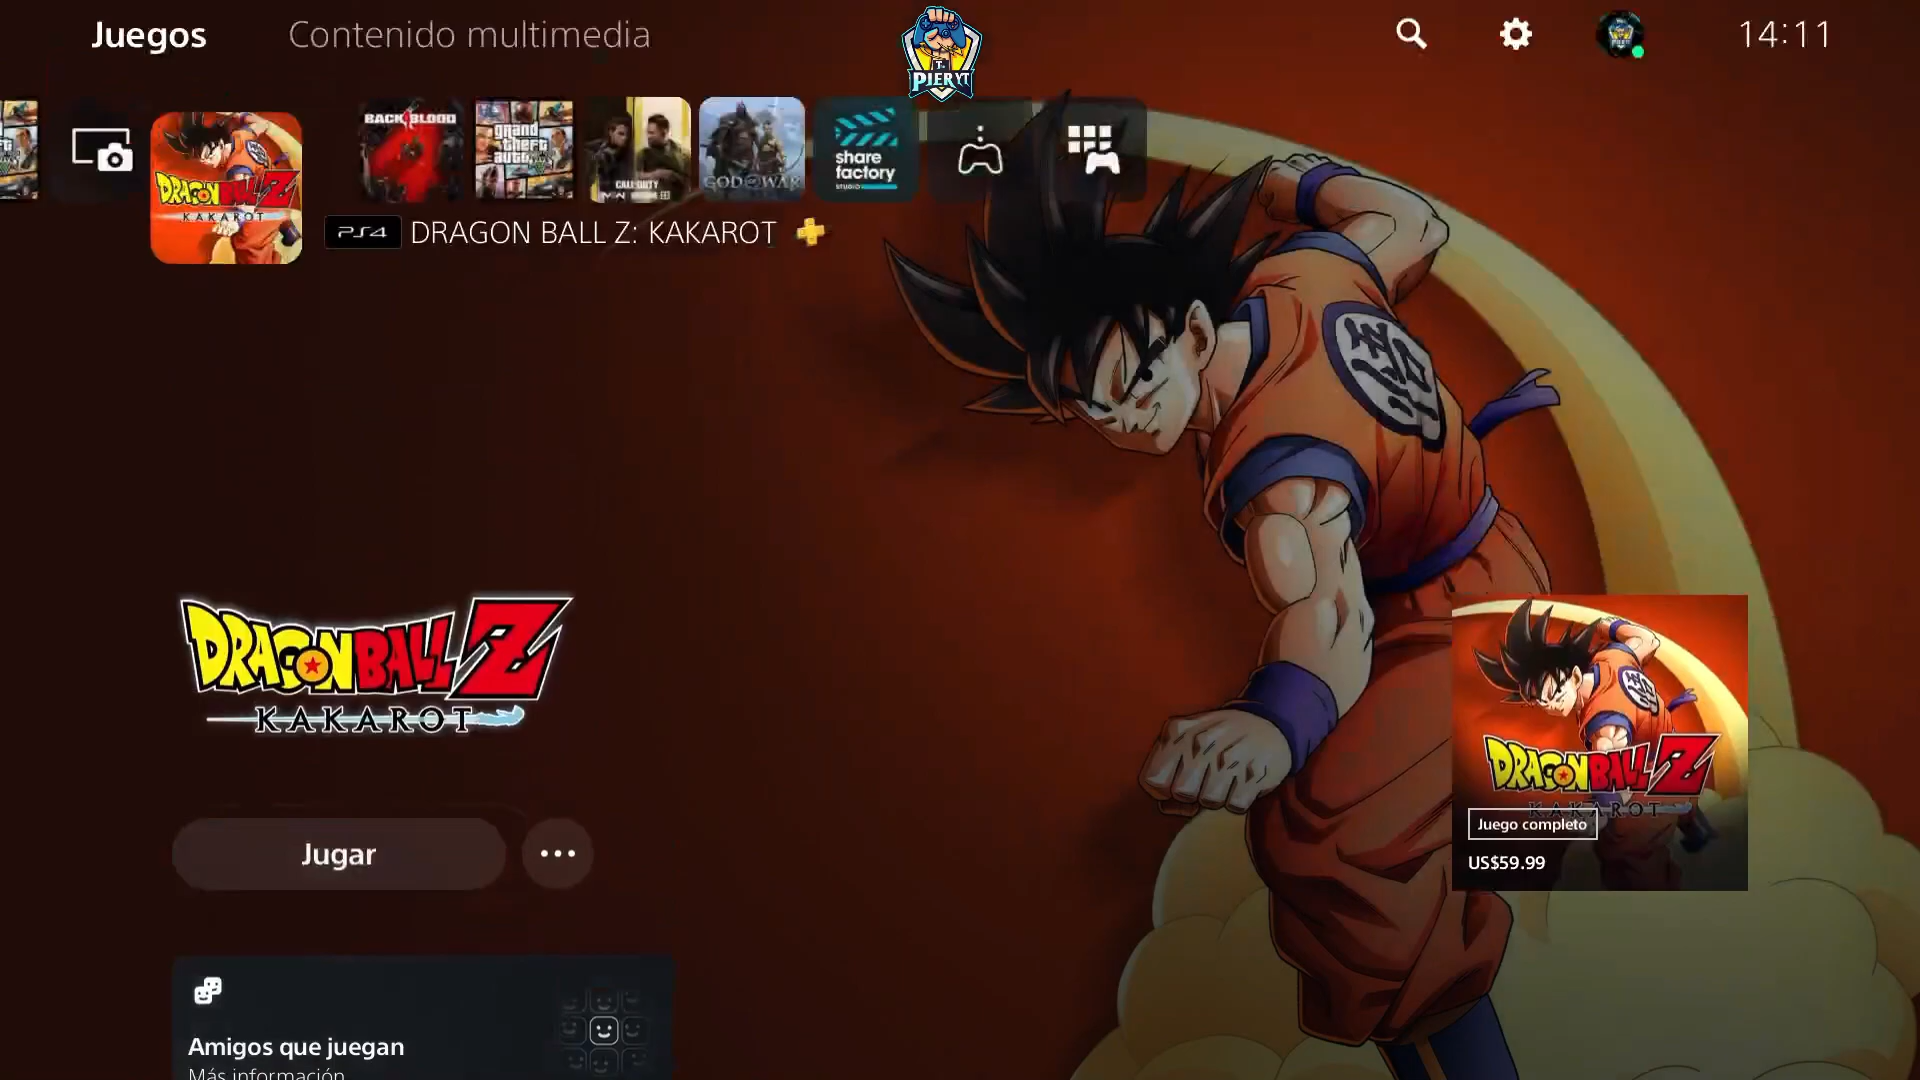 Juegos
Contenido multimedia
T.
PIERYT
14:11
DRAGON BALL Z
KAKAROT
BACK 4 BLOOD
grand
theft
auto
CALL OF DUTY
GOD OF WAR
share
factory
STUDIO
PS4 DRAGON BALL Z: KAKAROT
DRAGON BALL Z
KAKAROT
DRAGON BALL Z
KAKAROT
Juego completo
US$59.99
Jugar
Amigos que juegan
Más información